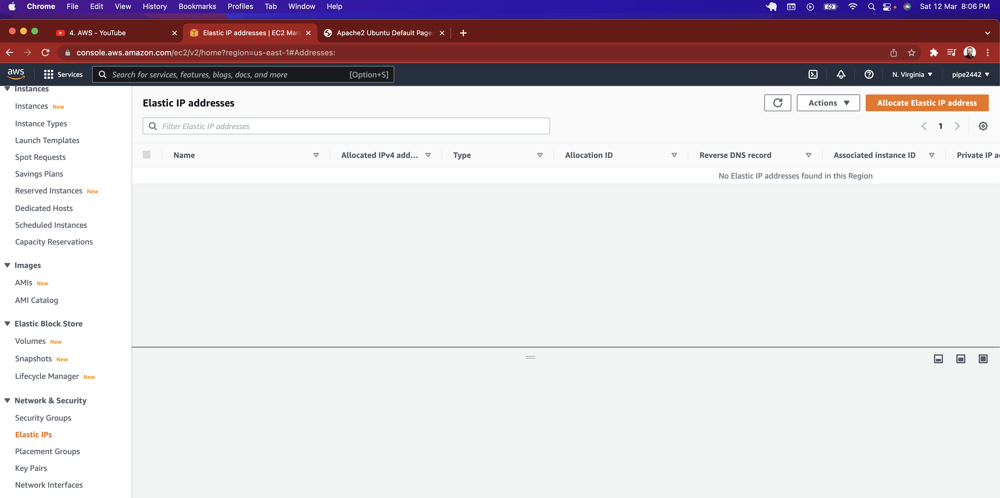 Chrome File Edit View History Bookmarks Profiles Tab Window Help Sat 12 Mar 8:06 PM
4. AWS - YouTube Elastic IP addresses | EC2 Man Apache2 Ubuntu Default Page:
console.aws.amazon.com/ec2/v2/home?region=us-east-1#Addresses:
aws Services Search for services, features, blogs, docs, and more [Option+S] N. Virginia pipe2442
Instances
Instances New
Instance Types
Launch Templates
Spot Requests
Savings Plans
Reserved Instances New
Dedicated Hosts
Scheduled Instances
Capacity Reservations
Images
AMIs New
AMI Catalog
Elastic Block Store
Volumes New
Snapshots New
Lifecycle Manager New
Network & Security
Security Groups
Elastic IPs
Placement Groups
Key Pairs
Network Interfaces
Elastic IP addresses Actions Allocate Elastic IP address
Filter Elastic IP addresses 1
Name Allocated IPv4 add... Type Allocation ID Reverse DNS record Associated instance ID Private IP
No Elastic IP addresses found in this Region